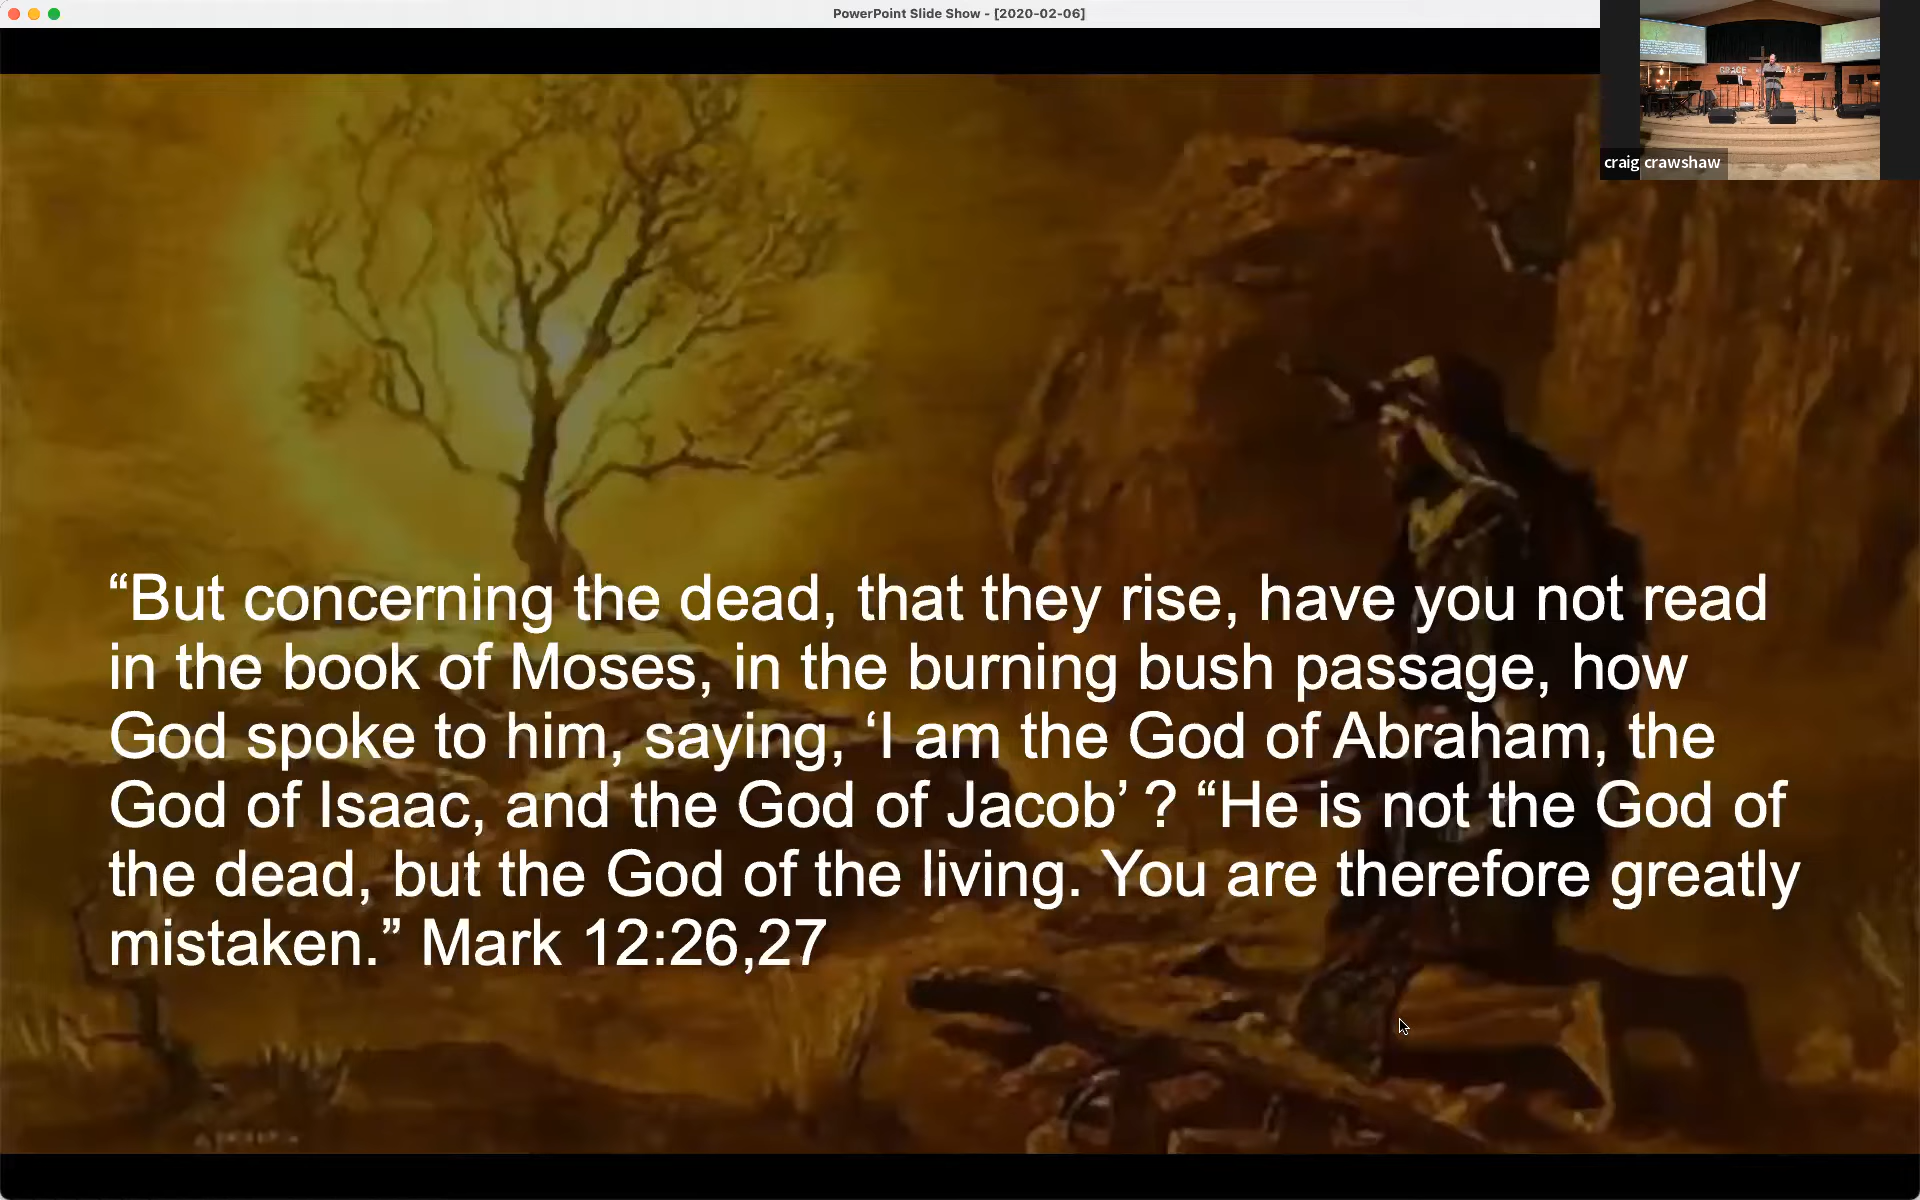 PowerPoint Slide Show - [2020-02-06]
craig crawshaw
“But concerning the dead, that they rise, have you not read
in the book of Moses, in the burning bush passage, how
God spoke to him, saying, ‘I am the God of Abraham, the
God of Isaac, and the God of Jacob’ ? “He is not the God of
the dead, but the God of the living. You are therefore greatly
mistaken.” Mark 12:26,27